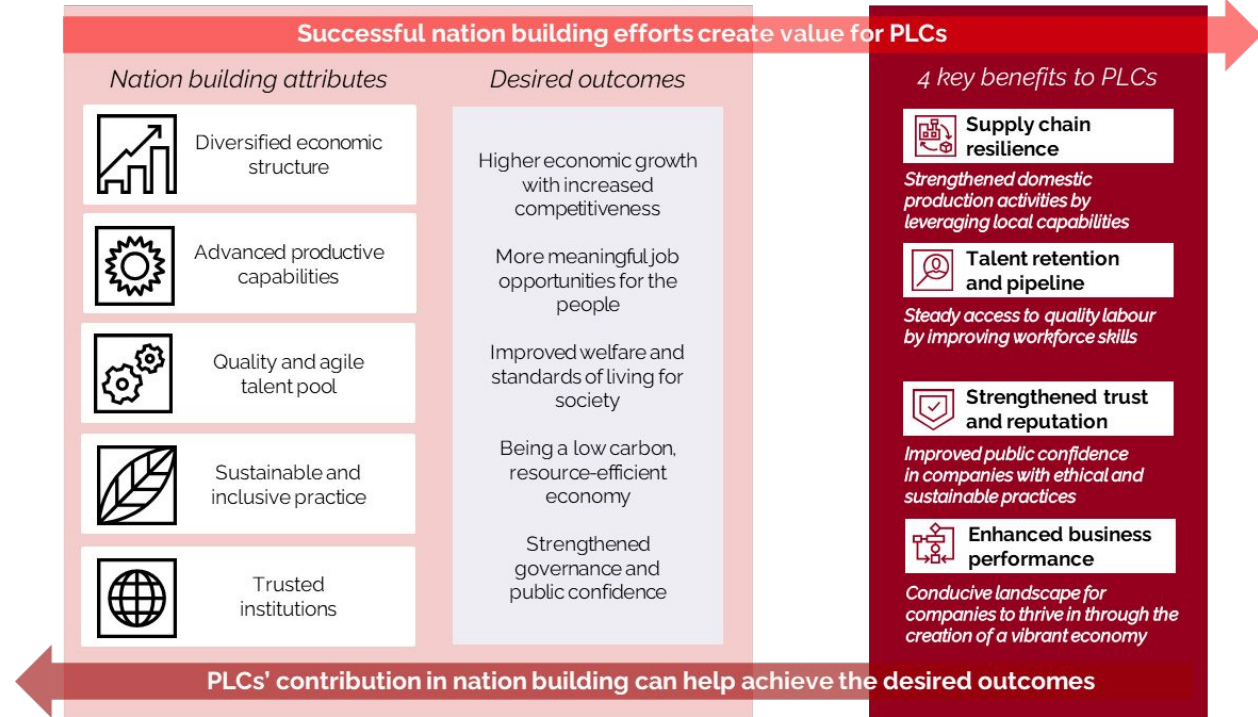 Successful nation building efforts create value for PLCs
Nation building attributes
Diversified economic
structure
Advanced productive
capabilities
Quality and agile
talent pool
Sustainable and
inclusive practice
Trusted
institutions
Desired outcomes
Higher economic growth
with increased
competitiveness
More meaningful job
opportunities for the
people
Improved welfare and
standards of living for
society
Being a low carbon,
resource-efficient
economy
Strengthened
governance and
public confidence
4 key benefits to PLCs
Supply chain
resilience
Strengthened domestic
production activities by
leveraging local capabilities
Talent retention
and pipeline
Steady access to quality labour
by improving workforce skills
Strengthened trust
and reputation
Improved public confidence
in companies with ethical and
sustainable practices
Enhanced business
performance
Conducive landscape for
companies to thrive in through the
creation of a vibrant economy
PLCs' contribution in nation building can help achieve the desired outcomes